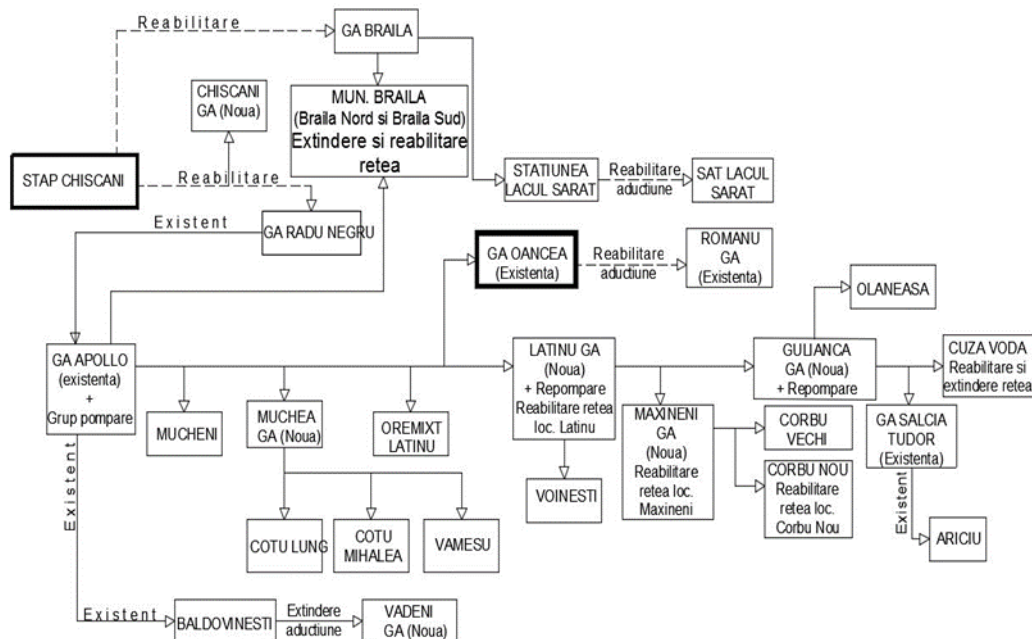 Reabilitare
GA BRAILA
CHISCANI
GA (Noua)
MUN. BRAILA
(Braila Nord si Braila Sud)
Extindere si reabilitare
retea
STAP CHISCANI
Reabilitare
STATIUNEA
LACUL SARAT
Reabilitare
aductiune
SAT LACUL
SARAT
Existent
GA RADU NEGRU
GA OANCEA
(Existenta)
Reabilitare
aductiune
ROMANU
GA
(Existenta)
OLANEASA
GA APOLLO
(existenta)
+
Grup pompare
MUCHENI
MUCHEA
GA (Noua)
OREMIXT
LATINU
LATINU GA
(Noua)
+ Repompare
Reabilitare retea
loc. Latinu
GULIANCA
GA (Noua)
+ Repompare
CUZA VODA
Reabilitare si
extindere retea
MAXINENI
GA
(Noua)
Reabilitare
retea loc.
Maxineni
CORBU
VECHI
GA SALCIA
TUDOR
(Existenta)
CORBU NOU
Reabilitare
retea loc.
Corbu Nou
VOINESTI
Existent
ARICIU
Existent
COTU LUNG
COTU
MIHALEA
VAMESU
Existent
BALDOVINESTI
Extindere
aductiune
VADENI
GA (Noua)